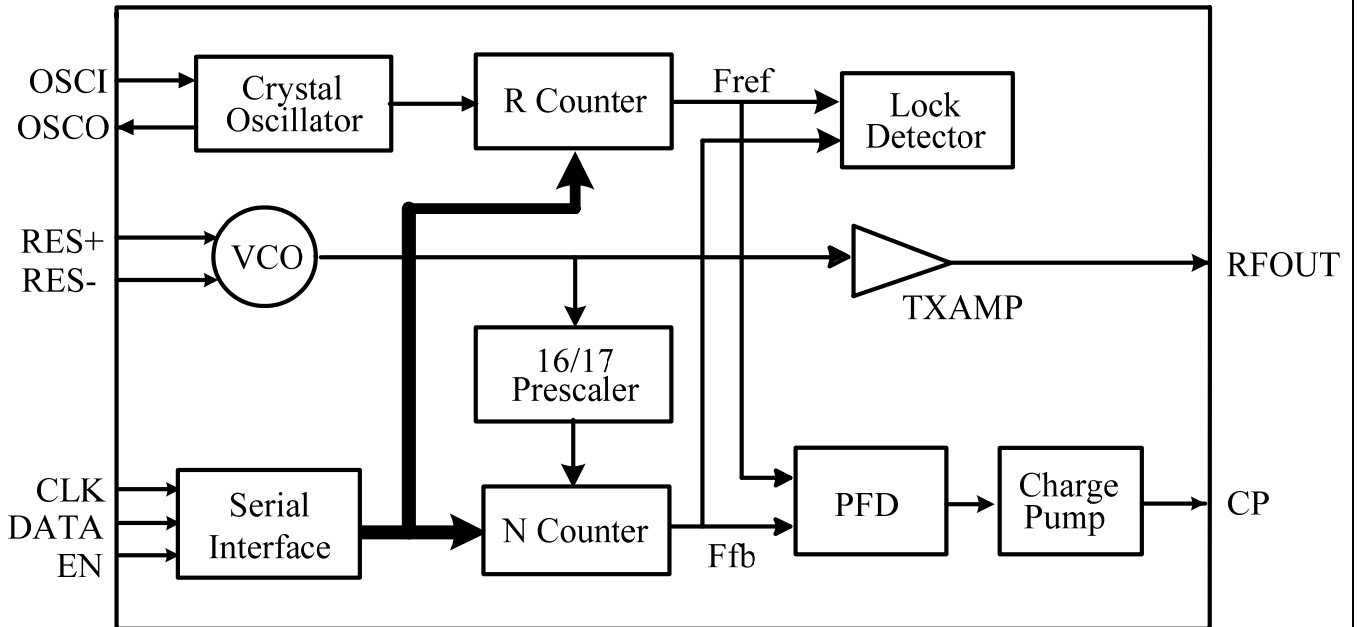 OSCI
OSCO
Crystal
Oscillator
R Counter
Fref
Lock
Detector
RES+
RES-
VCO
TXAMP
RFOUT
16/17
Prescaler
CLK
DATA
EN
Serial
Interface
N Counter
Ffb
PFD
Charge
Pump
CP